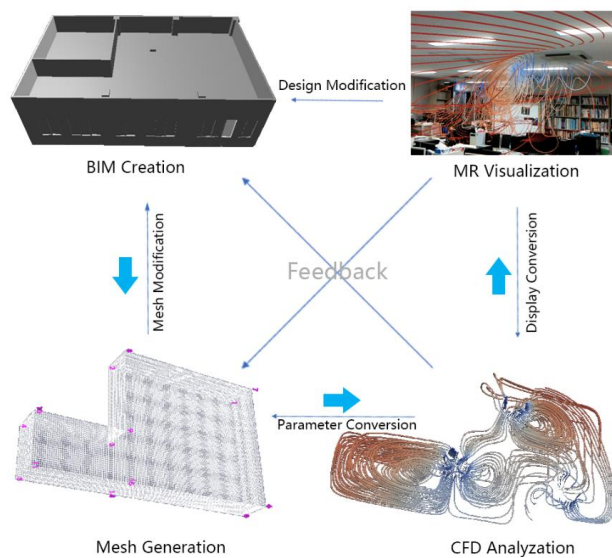 Design Modification
BIM Creation
MR Visualization
Mesh Modification
Feedback
Display Conversion
Parameter Conversion
Mesh Generation
CFD Analyzation